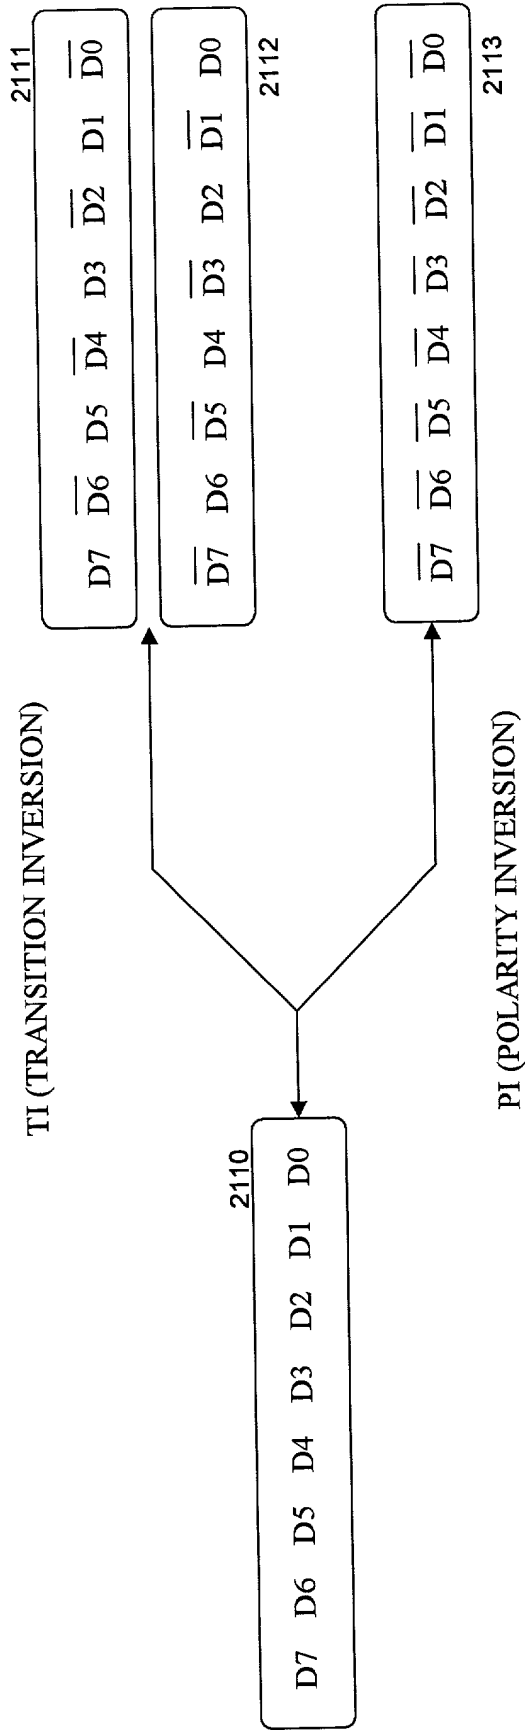 2111
TI (TRANSITION INVERSION)
D7 D̅6̅ D5 D̅4̅ D3 D̅2̅ D1 D̅0̅
D̅7̅ D6 D̅5̅ D4 D̅3̅ D2 D̅1̅ D0
2112
2110
D7 D6 D5 D4 D3 D2 D1 D0
D̅7̅ D̅6̅ D̅5̅ D̅4̅ D̅3̅ D̅2̅ D̅1̅ D̅0̅
2113
PI (POLARITY INVERSION)